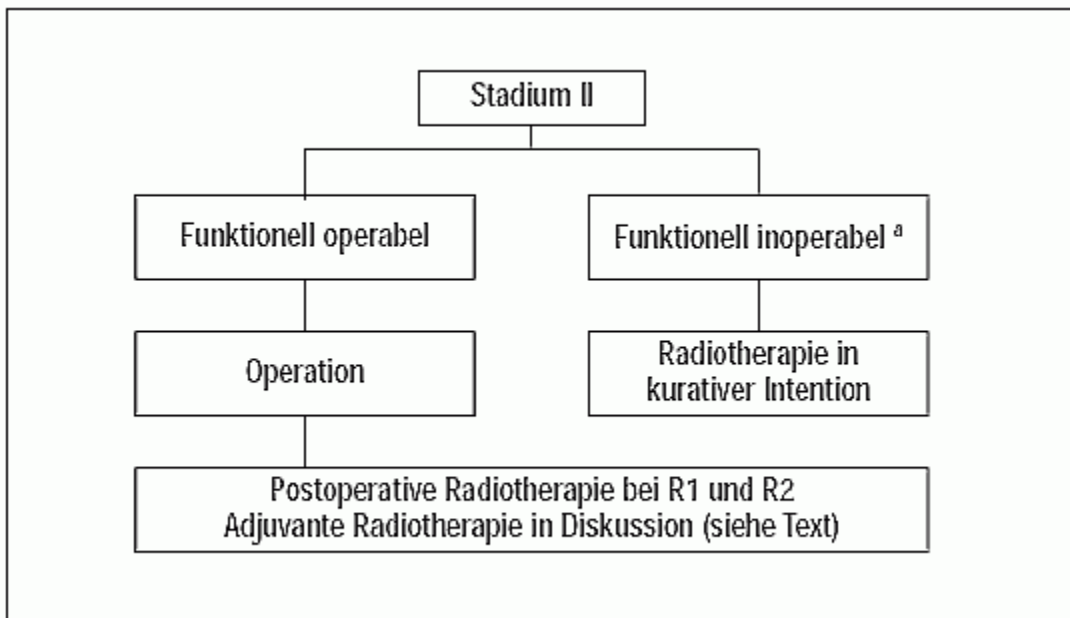 Stadium II
Funktionell operabel
Funktionell inoperabel ª
Operation
Radiotherapie in
kurativer Intention
Postoperative Radiotherapie bei R1 und R2
Adjuvante Radiotherapie in Diskussion (siehe Text)